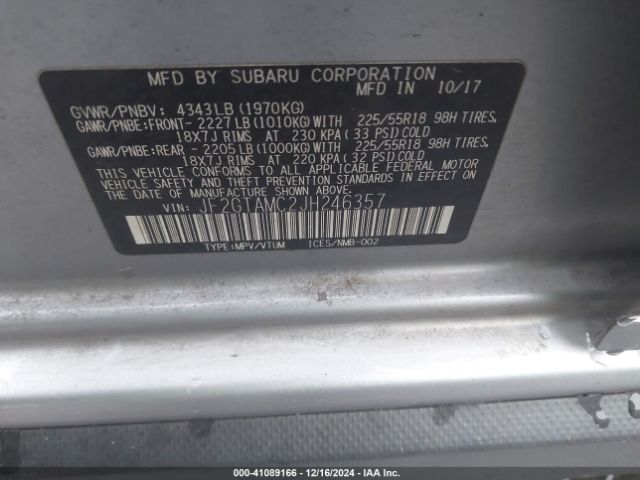 MFD BY SUBARU CORPORATION
MFD IN 10/17
GVWR/PNBV: 4343LB(1970KG)
GAWR/PNBE:FRONT- 2227LB(1010KG)WITH 225/55R18 98H TIRES,
18X7J RIMS AT 230 KPA(33 PSI)COLD
GAWR/PNBE:REAR - 2205LB(1000KG)WITH 225/55R18 98H TIRES,
18X7J RIMS AT 220 KPA(32 PSI)COLD
THIS VEHICLE CONFORMS TO ALL APPLICABLE FEDERAL MOTOR
VEHICLE SAFETY AND THEFT PREVENTION STANDARDS IN EFFECT ON THE
DATE OF MANUFACTURE SHOWN ABOVE.
VIN: JF2GTAMC2JH246357
TYPE:MPV/VTUM ICES/NMB-002
000-41089166 - 12/16/2024 - IAA Inc.